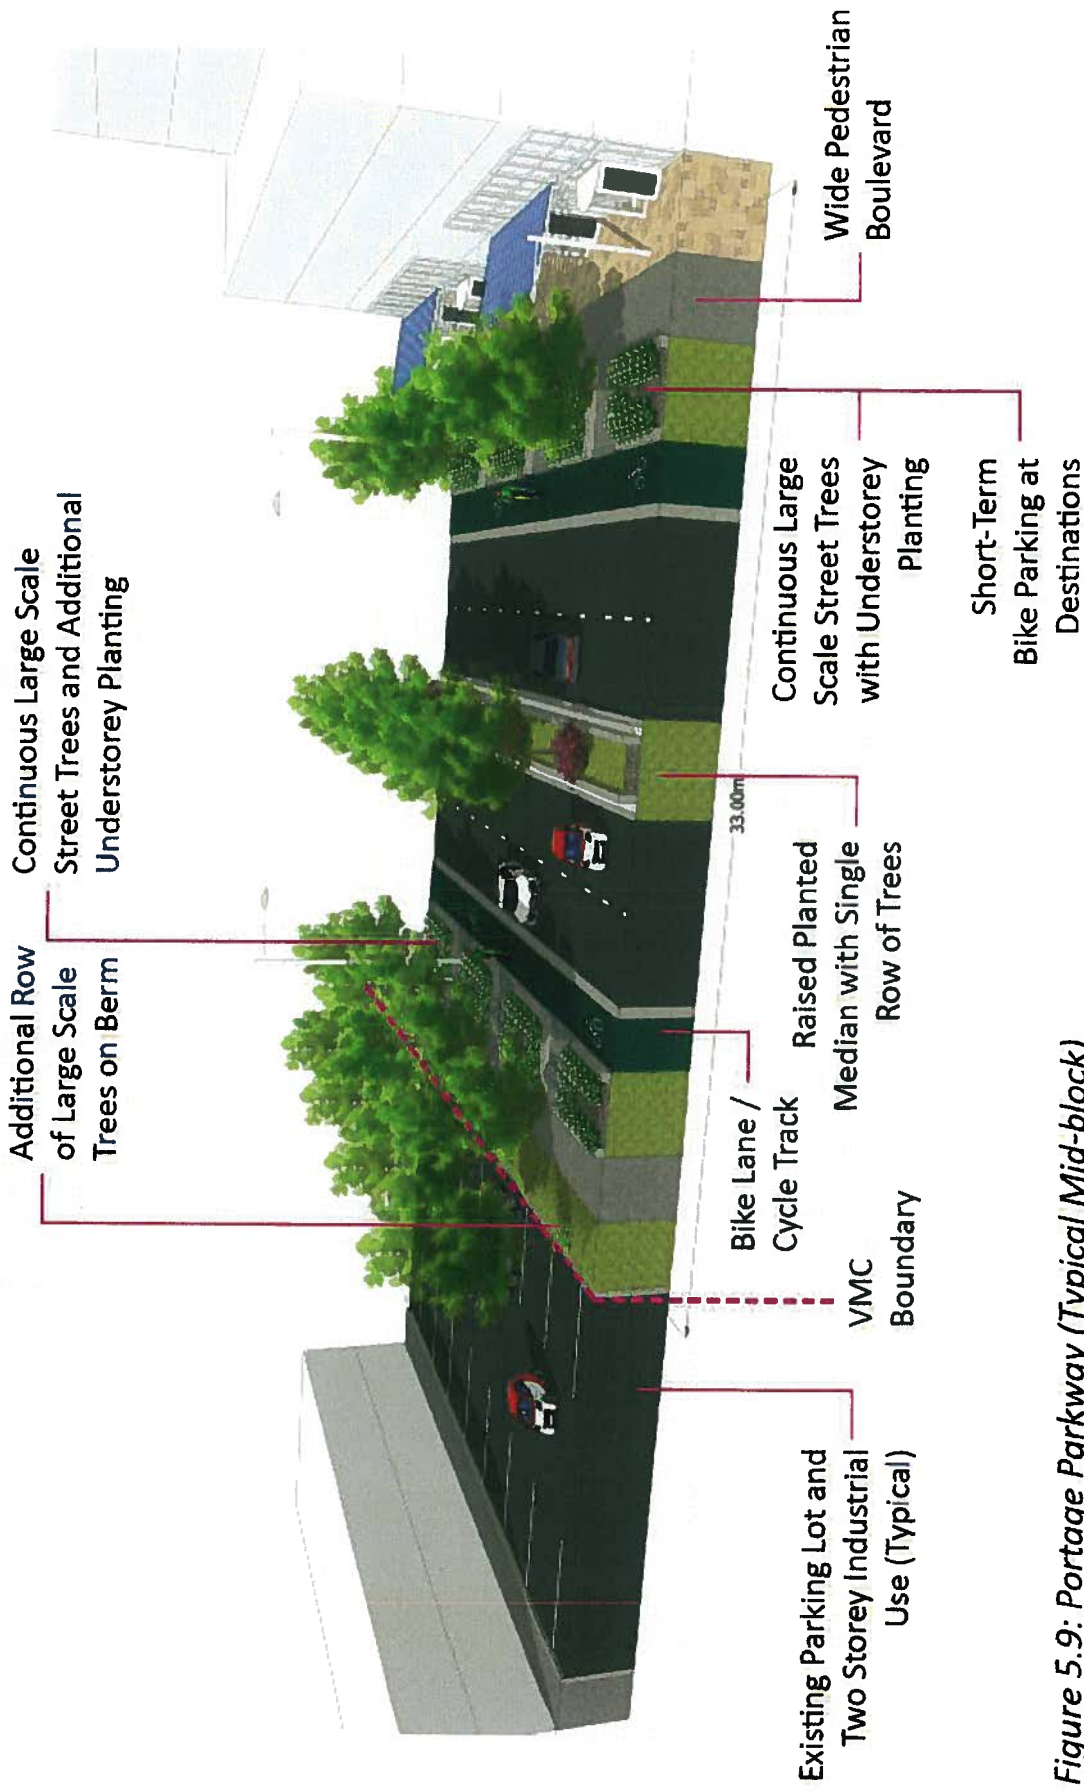 Additional Row
of Large Scale
Trees on Berm
Continuous Large Scale
Street Trees and Additional
Understorey Planting
Existing Parking Lot and
Two Storey Industrial
Use (Typical)
VMC
Boundary
Bike Lane /
Cycle Track
Raised Planted
Median with Single
Row of Trees
33.00m
Continuous Large
Scale Street Trees
with Understorey
Planting
Short-Term
Bike Parking at
Destinations
Wide Pedestrian
Boulevard
Figure 5.9: Portage Parkway (Typical Mid-block)